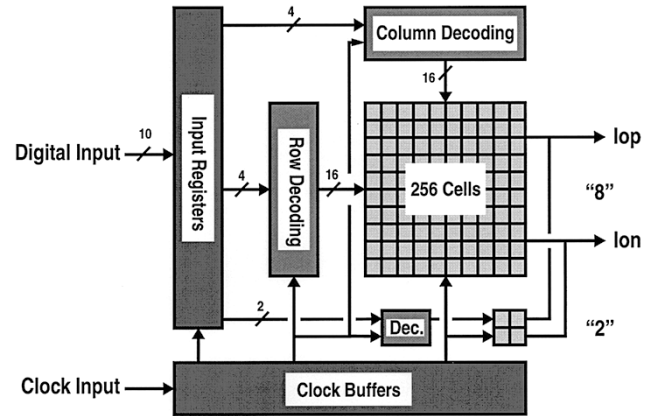 4
Column Decoding
16
10
Digital Input
Input Registers
4
Row Decoding
16
256 Cells
Iop
“8”
Ion
2
Dec.
“2”
Clock Input
Clock Buffers